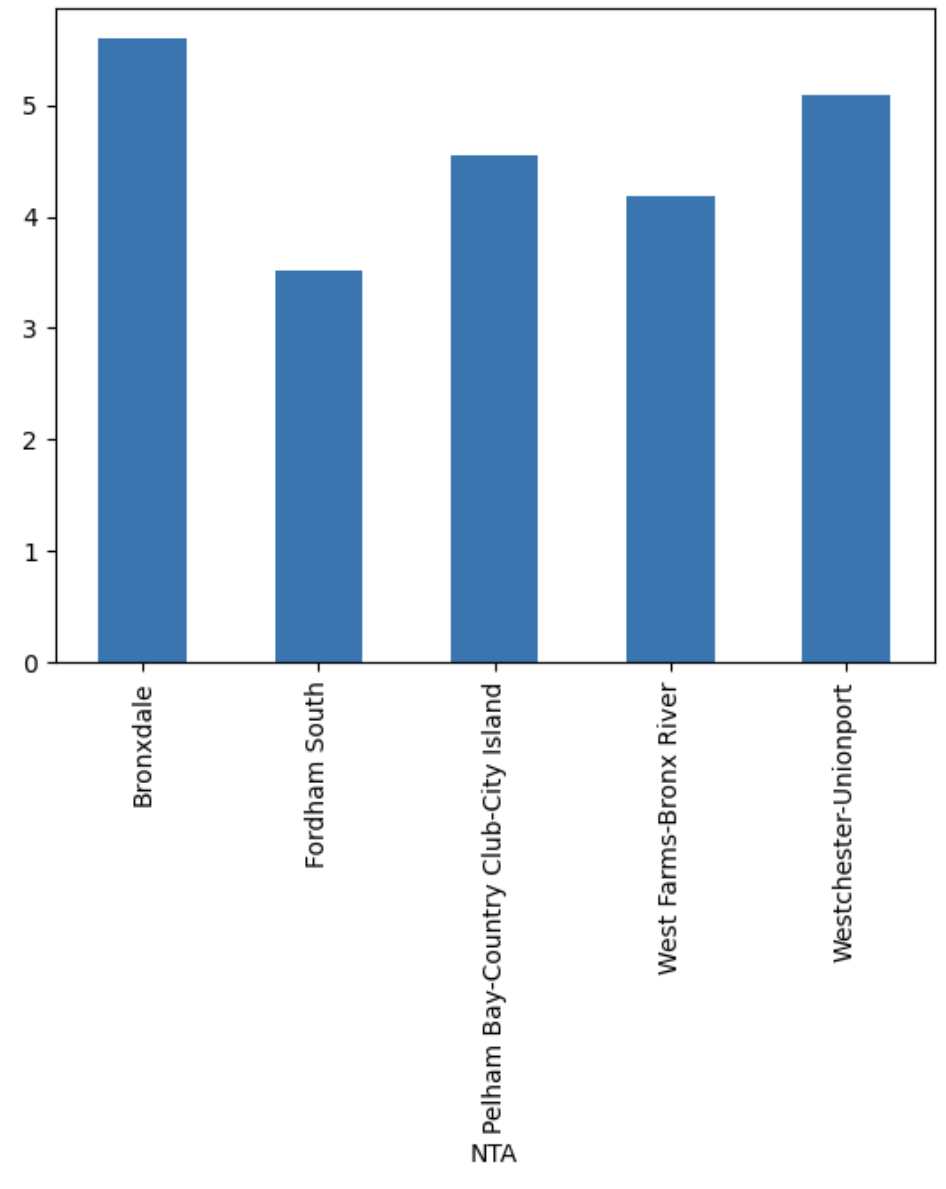 5
4
3
2
1
0
Bronxdale
Fordham South
Pelham Bay-Country Club-City Island
West Farms-Bronx River
Westchester-Unionport
NTA